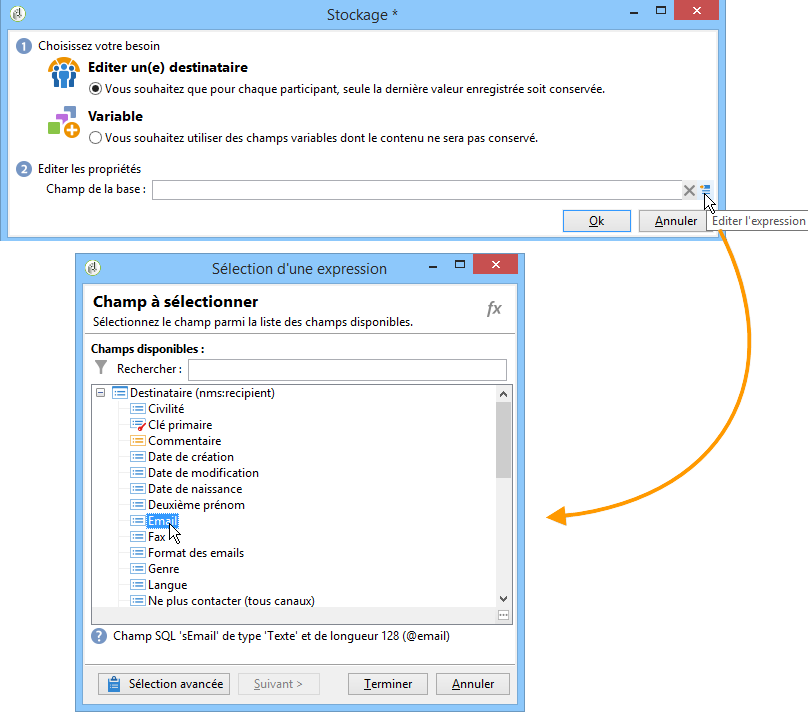 Stockage *
1 Choisissez votre besoin
Editer un(e) destinataire
Vous souhaitez que pour chaque participant, seule la dernière valeur enregistrée soit conservée.
Variable
Vous souhaitez utiliser des champs variables dont le contenu ne sera pas conservé.
2 Editer les propriétés
Champ de la base :
Ok Annuler Editer l'expression
Sélection d'une expression
Champ à sélectionner
Sélectionnez le champ parmi la liste des champs disponibles.
fx
Champs disponibles :
Rechercher :
Destinataire (nms:recipient)
Civilité
Clé primaire
Commentaire
Date de création
Date de modification
Date de naissance
Deuxième prénom
Email
Fax
Format des emails
Genre
Langue
Ne plus contacter (tous canaux)
? Champ SQL 'sEmail' de type 'Texte' et de longueur 128 (@email)
Sélection avancée Suivant > Terminer Annuler